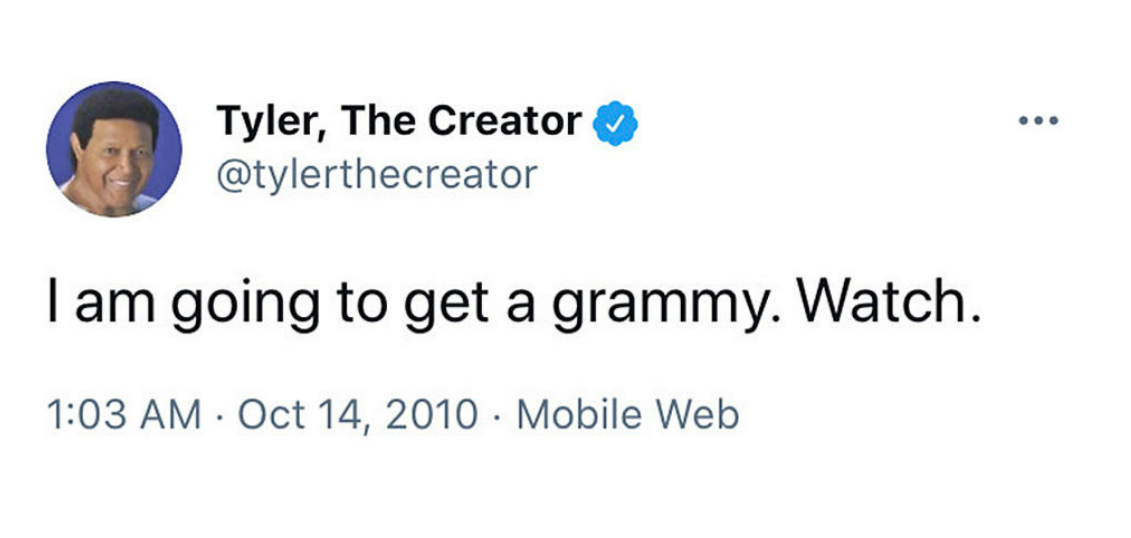 Tyler, The Creator
@tylerthecreator
I am going to get a grammy. Watch.
1:03 AM · Oct 14, 2010 · Mobile Web